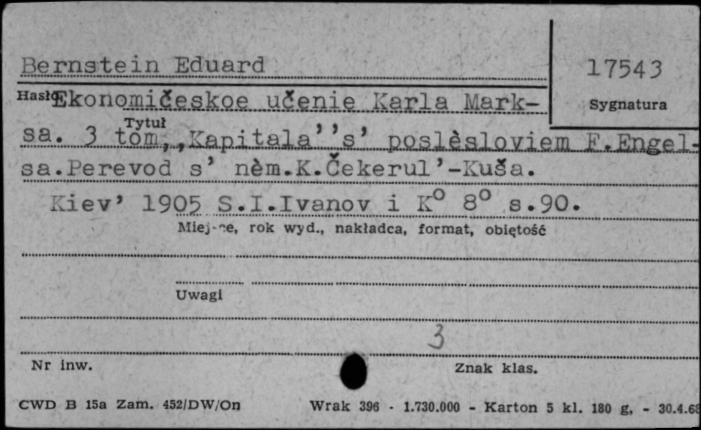 Bernstein Eduard
17543
Hasło
Sygnatura
Ekonomičeskoe učenie Karla Mark-
Tytuł
sa. 3 tom,,,Kapitala’’s’ poslèsloviem F.Engel-
sa.Perevod s’ nèm.K.Čekerul’-Kuša.
Kiev’ 1905 S.I.Ivanov i K° 8° s.90.
Miejsce, rok wyd., nakładca, format, obiętość
Uwagi
3
Nr inw.
Znak klas.
CWD B 15a Zam. 452/DW/On
Wrak 396 - 1.730.000 - Karton 5 kl. 180 g, - 30.4.68